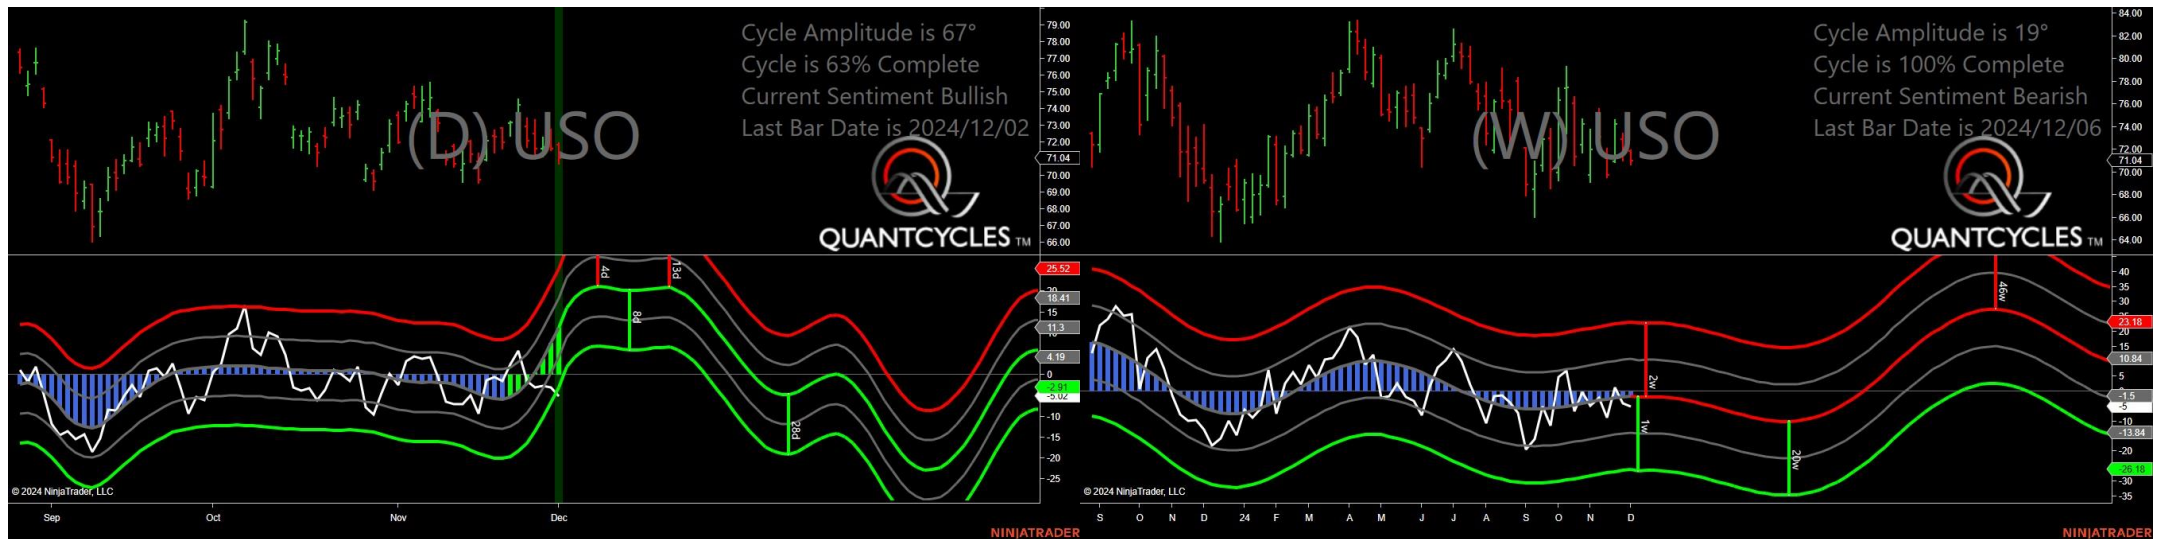 Cycle Amplitude is 67°
Cycle is 63% Complete
Current Sentiment Bullish
Last Bar Date is 2024/12/02
(D) USO
QUANTCYCLES TM
79.00
78.00
77.00
76.00
75.00
74.00
73.00
72.00
71.04
70.00
69.00
68.00
67.00
66.00
4d
13d
8d
28d
25.52
20
18.41
15
11.3
10
4.19
0
-2.91
-5.02
-10
-15
-20
-25
© 2024 NinjaTrader, LLC
Sep
Oct
Nov
Dec
NINJATRADER
Cycle Amplitude is 19°
Cycle is 100% Complete
Current Sentiment Bearish
Last Bar Date is 2024/12/06
(W) USO
QUANTCYCLES TM
84.00
82.00
80.00
78.00
76.00
74.00
72.00
71.04
70.00
68.00
66.00
64.00
2w
1w
20w
46w
40
35
30
23.18
20
15
10.84
5
-1.5
-5
-10
-13.84
-20
-26.18
-30
-35
© 2024 NinjaTrader, LLC
S O N D 24 F M A M J J A S O N D
NINJATRADER